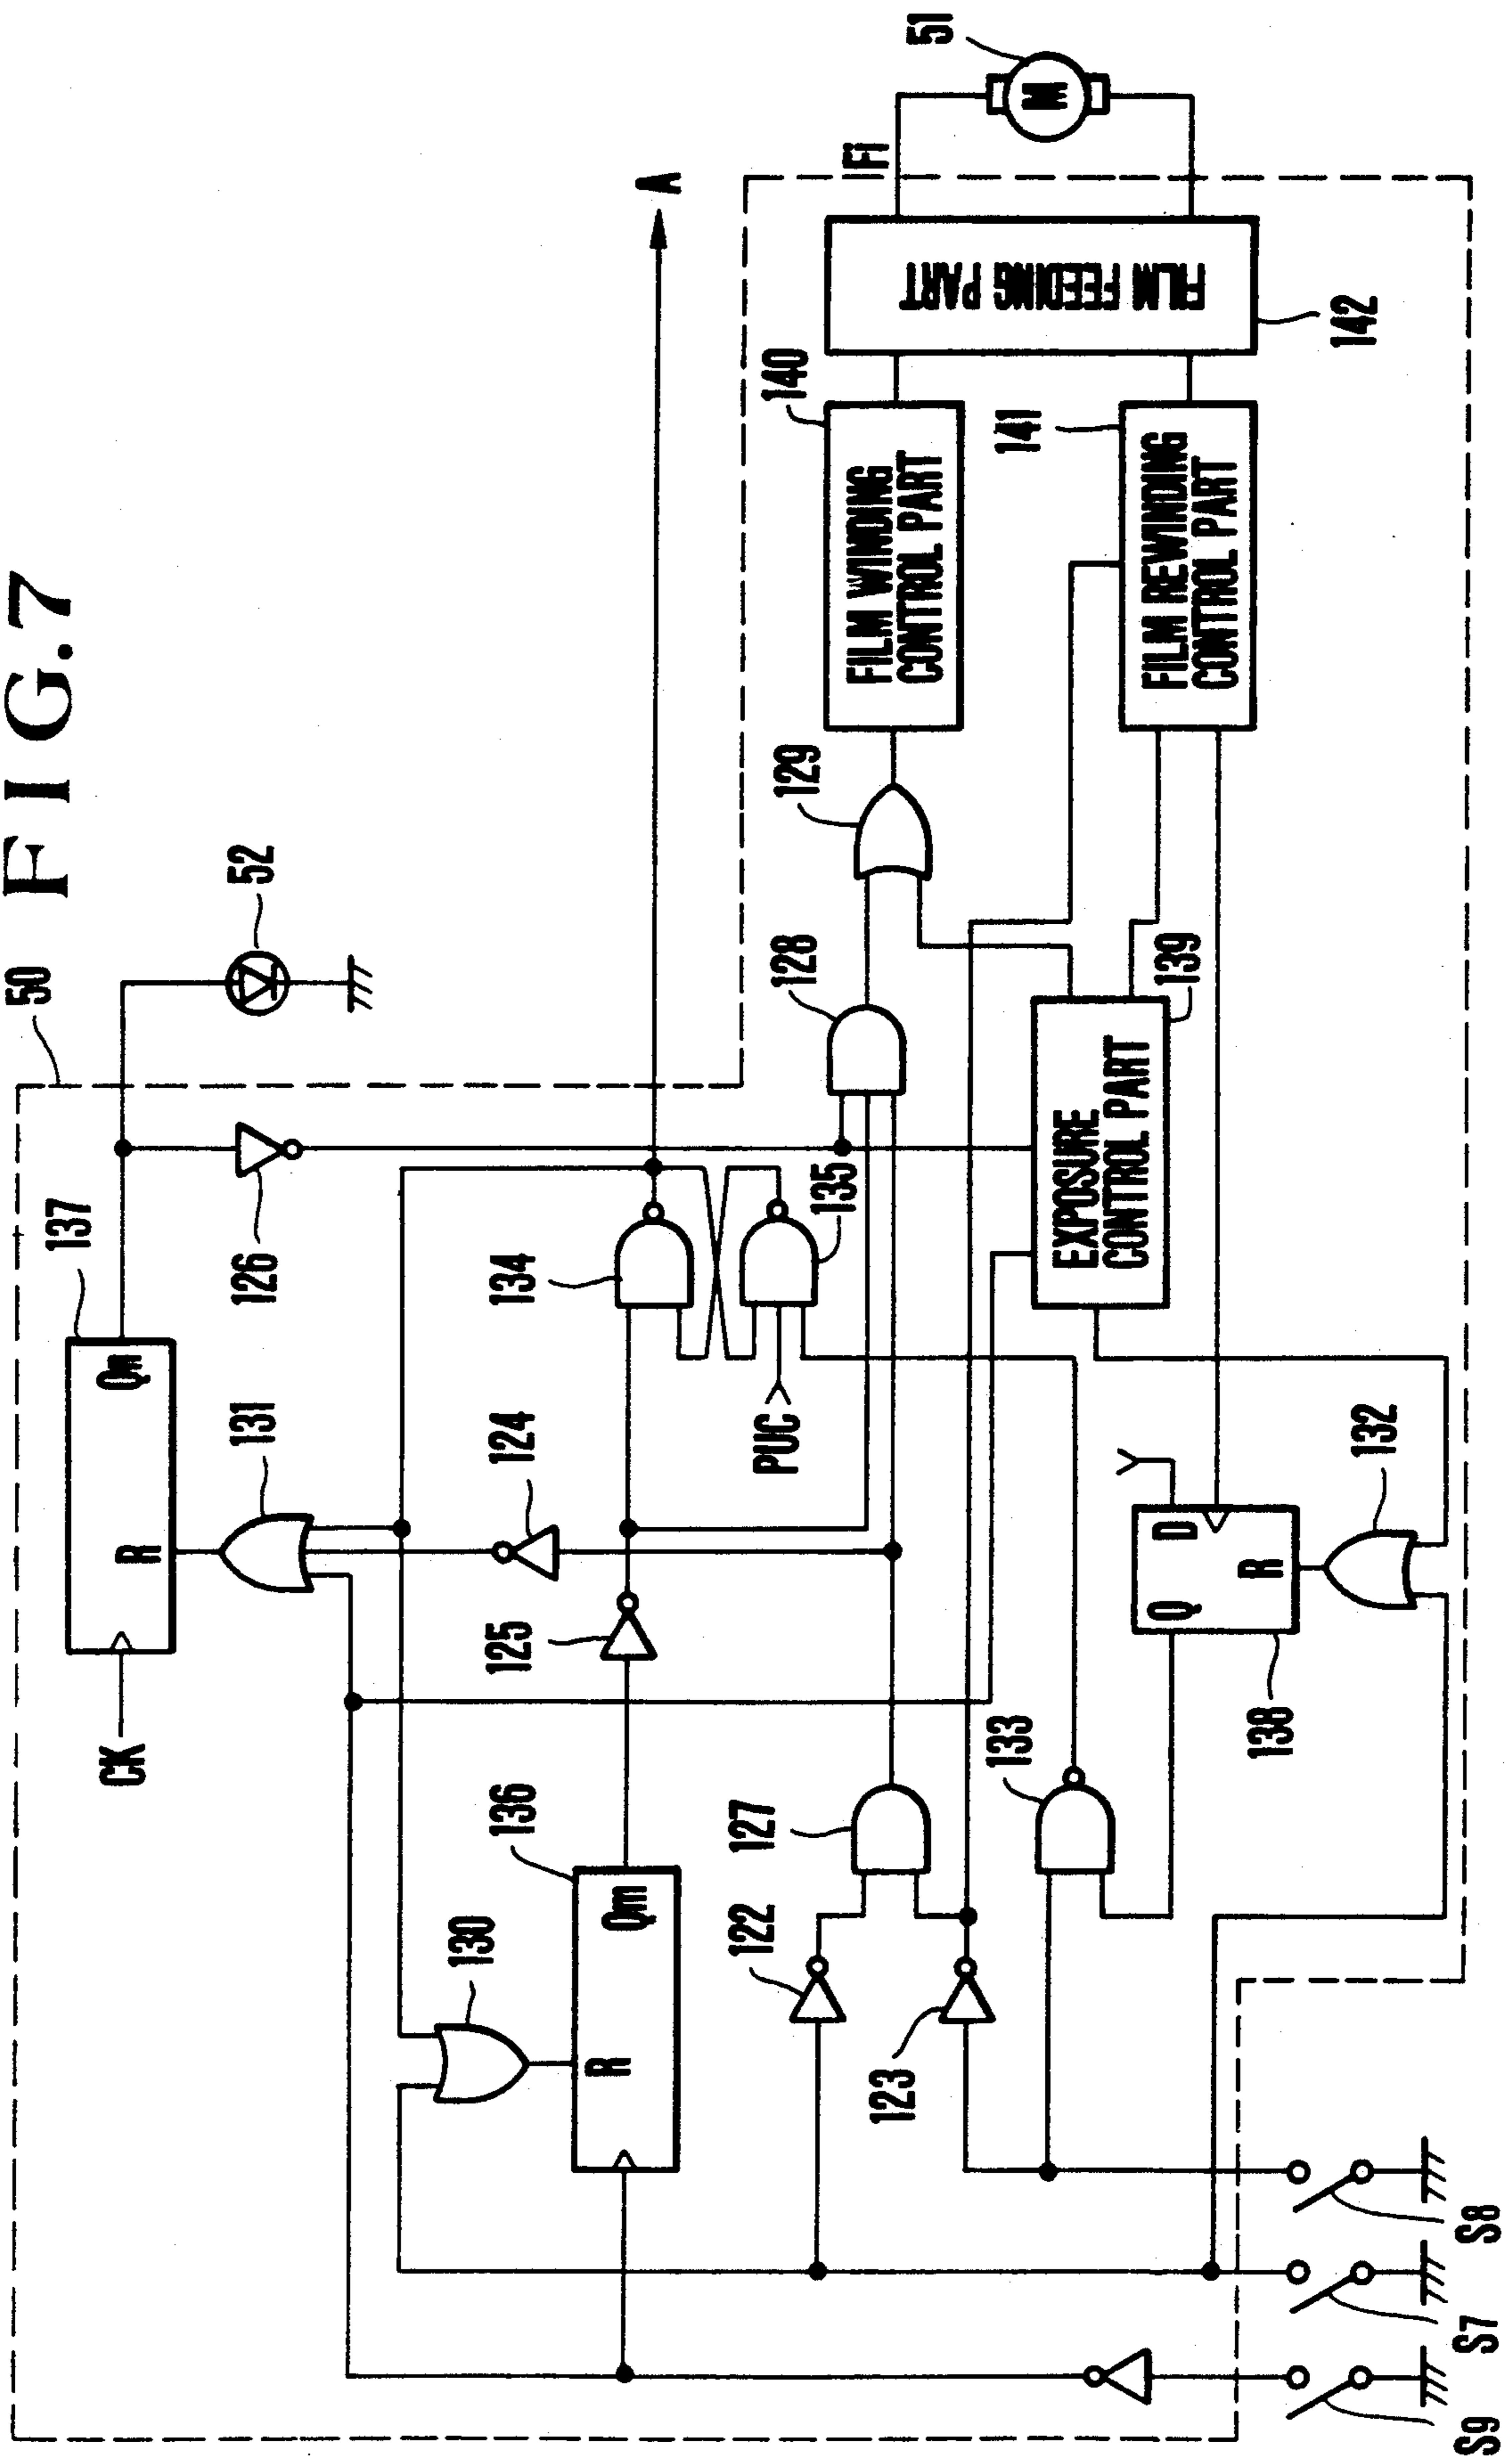 FIG.7
50
52
137
Qn
R
CK
126
131
A
134
124
125
130
136
Qm
R
PUC
135
128
129
140
FILM WINDING
CONTROL PART
51
M
Fi
FILM FEEDING PART
142
141
FILM REWINDING
CONTROL PART
139
EXPOSURE
CONTROL PART
122
127
123
133
138
D
Q
R
132
S8
S7
S9